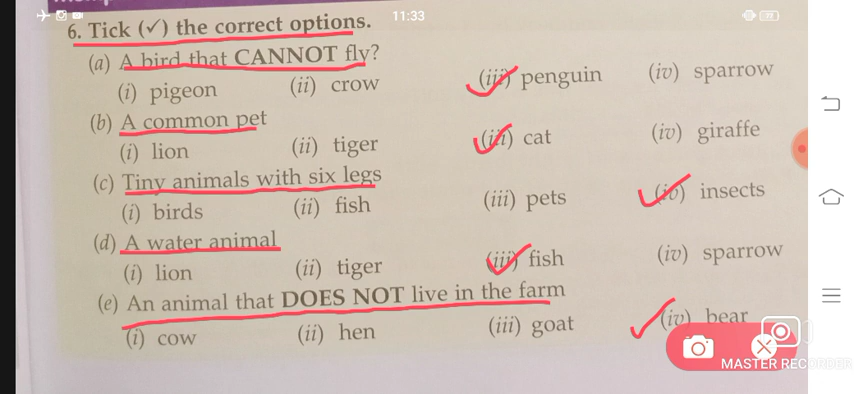 11:33
77
6. Tick (✓) the correct options.
(a) A bird that CANNOT fly?
(i) pigeon (ii) crow (iii) penguin (iv) sparrow
(b) A common pet
(i) lion (ii) tiger (iii) cat (iv) giraffe
(c) Tiny animals with six legs
(i) birds (ii) fish (iii) pets (iv) insects
(d) A water animal
(i) lion (ii) tiger (iii) fish (iv) sparrow
(e) An animal that DOES NOT live in the farm
(i) cow (ii) hen (iii) goat (iv) bear
MASTER RECORDER